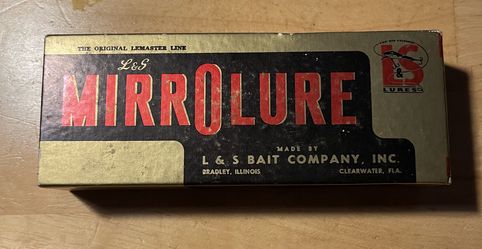 THE ORIGINAL LEMASTER LINE
L&S
MIRROLURE
MADE BY
L & S BAIT COMPANY, INC.
BRADLEY, ILLINOIS CLEARWATER, FLA.
L&S
LURES